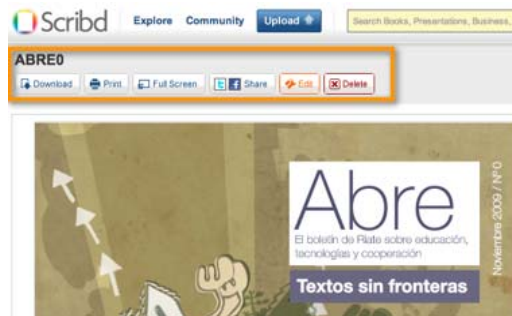 Scribd Explore Community Upload Search Books, Presentations, Business,
ABRE0
Download Print Full Screen Share Edit Delete
Abre
El boletín de Riate sobre educación,
tecnologías y cooperación
Textos sin fronteras
Noviembre 2009 / Nº 0